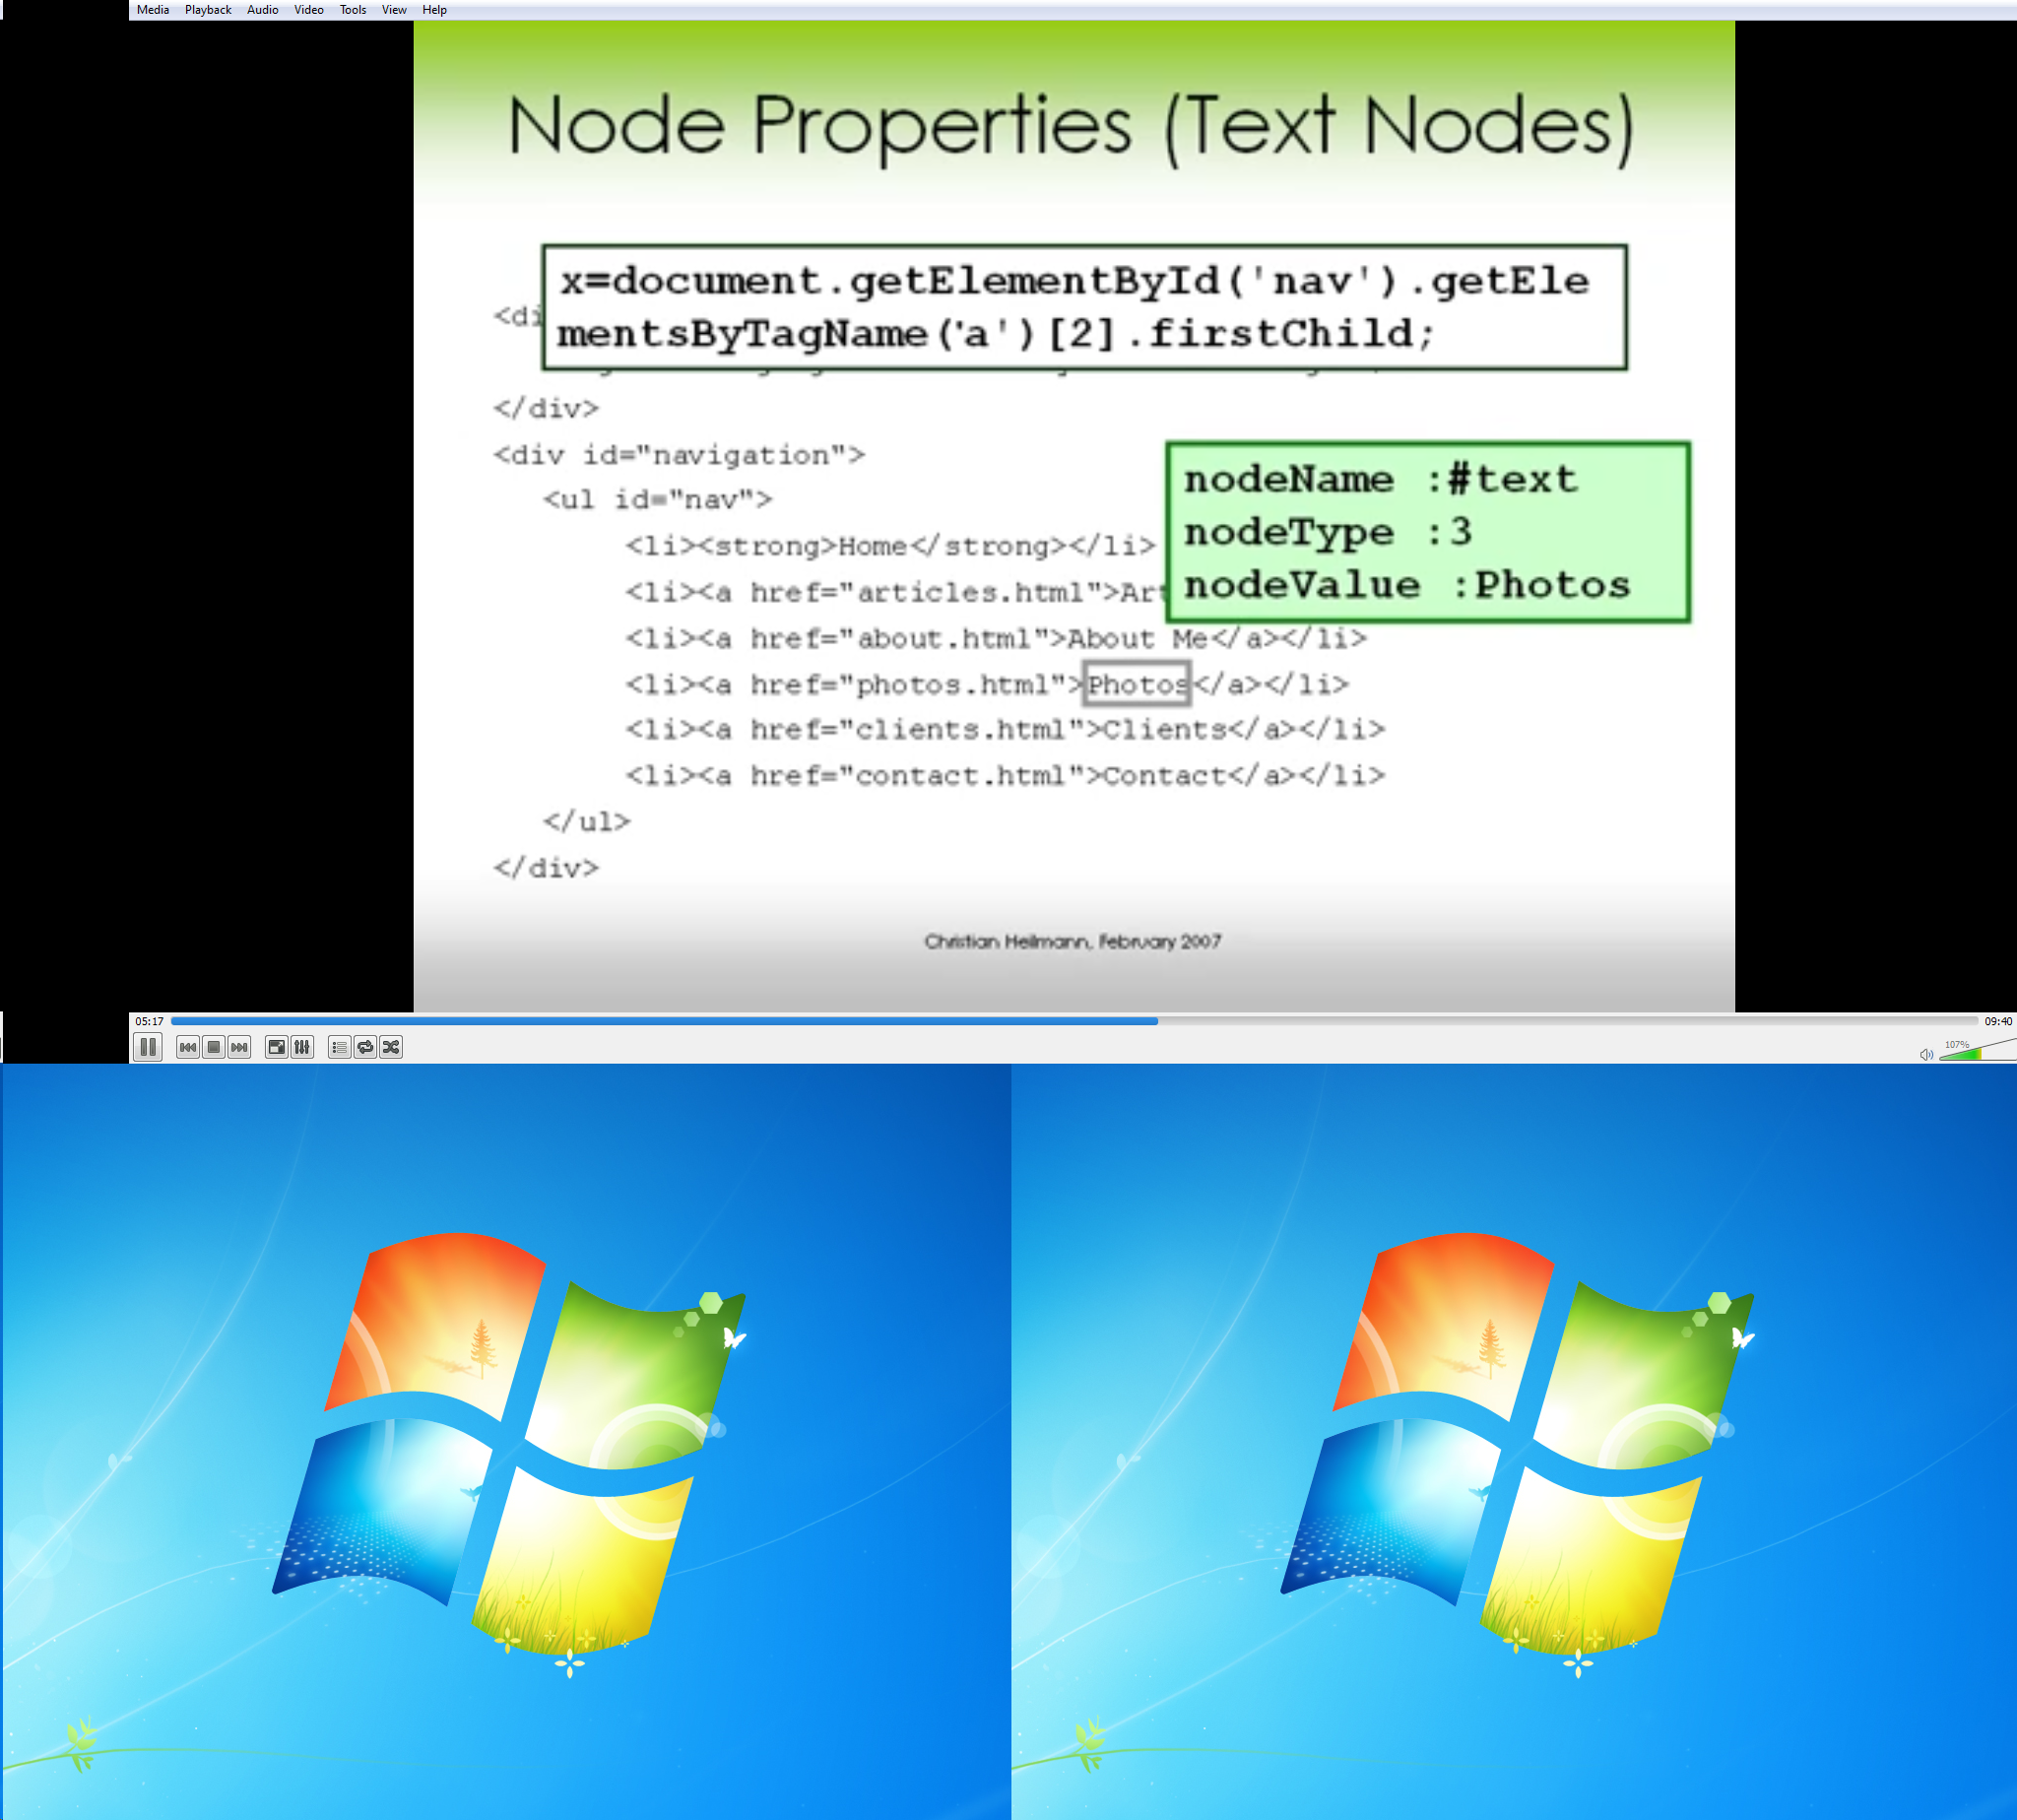 Media Playback Audio Video Tools View Help
Node Properties (Text Nodes)
x=document.getElementById('nav').getEle
mentsByTagName('a')[2].firstChild;
<di
</div>
<div id="navigation">
<ul id="nav">
<li><strong>Home</strong></li>
<li><a href="articles.html">Art
<li><a href="about.html">About Me</a></li>
<li><a href="photos.html">Photos</a></li>
<li><a href="clients.html">Clients</a></li>
<li><a href="contact.html">Contact</a></li>
</ul>
</div>
nodeName :#text
nodeType :3
nodeValue :Photos
Christian Heilmann, February 2007
05:17
09:40
107%